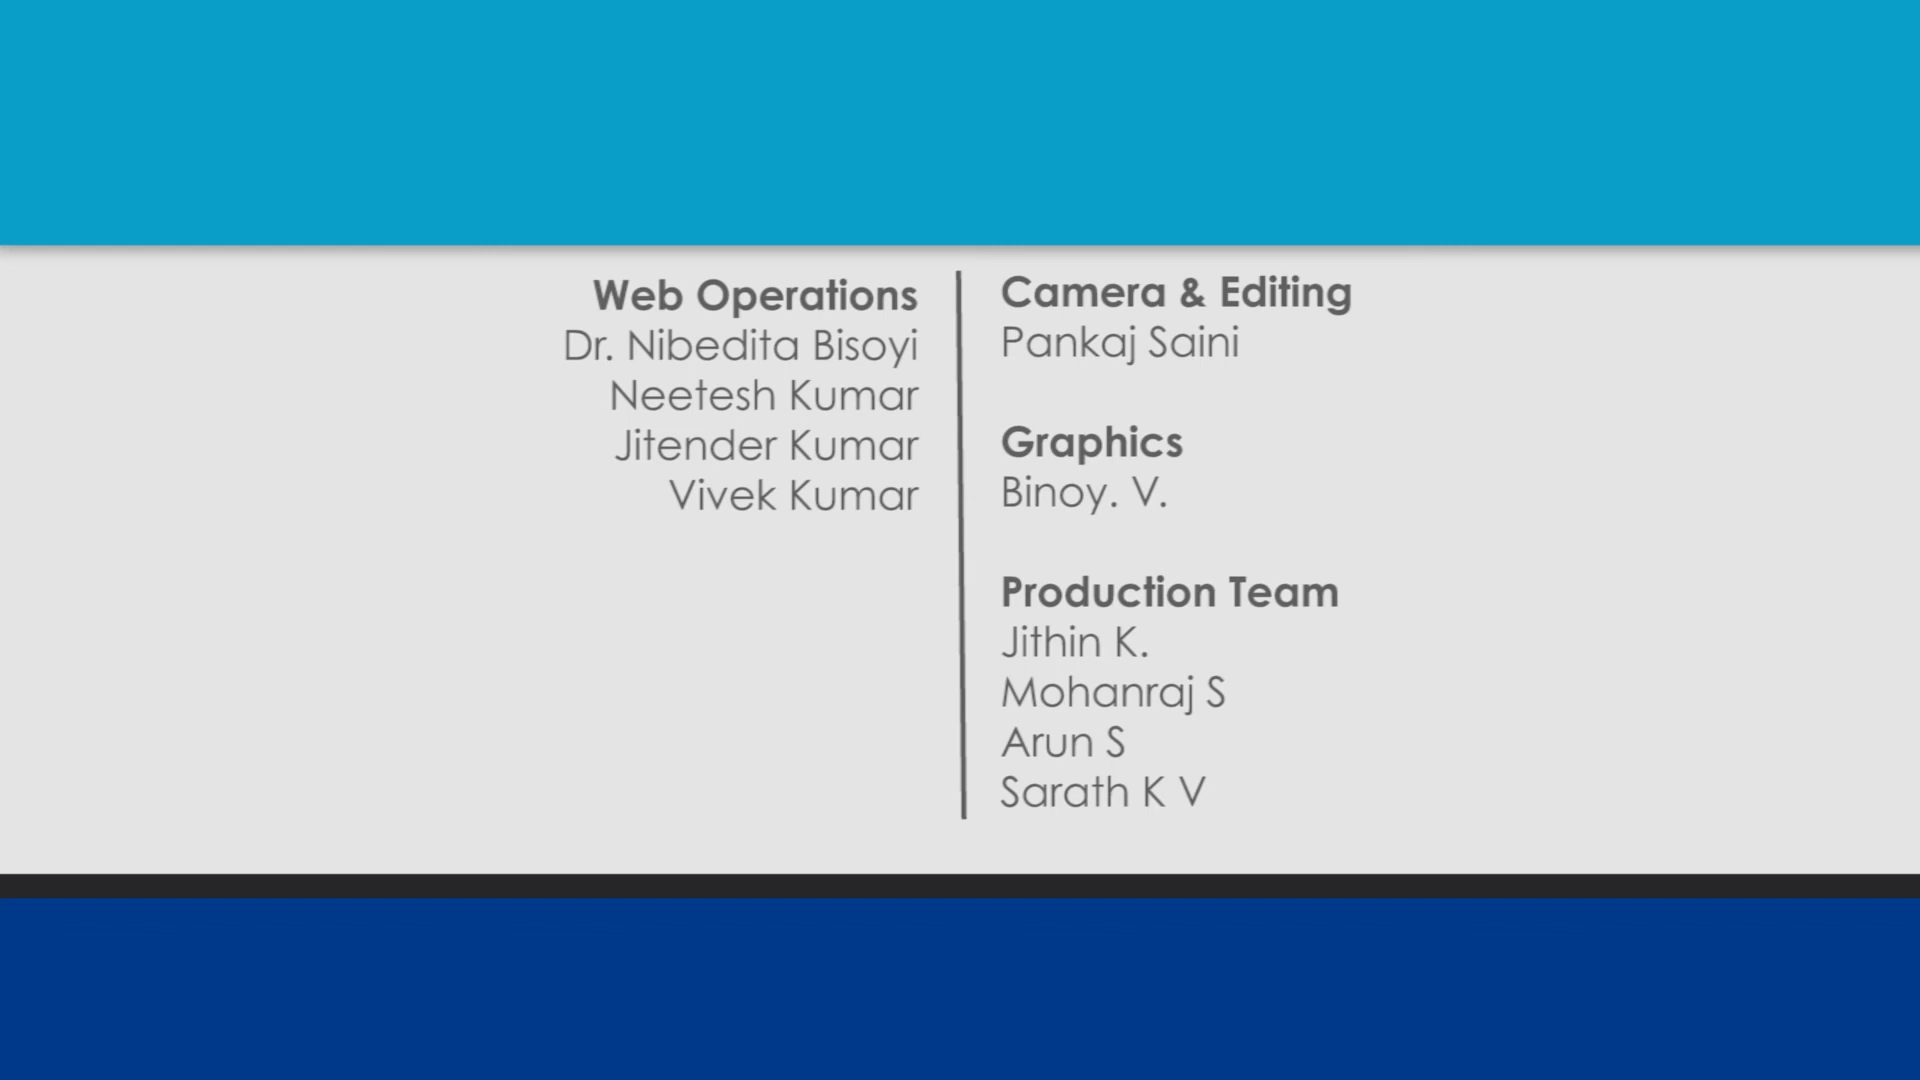 Web Operations
Dr. Nibedita Bisoyi
Neetesh Kumar
Jitender Kumar
Vivek Kumar
Camera & Editing
Pankaj Saini
Graphics
Binoy. V.
Production Team
Jithin K.
Mohanraj S
Arun S
Sarath K V